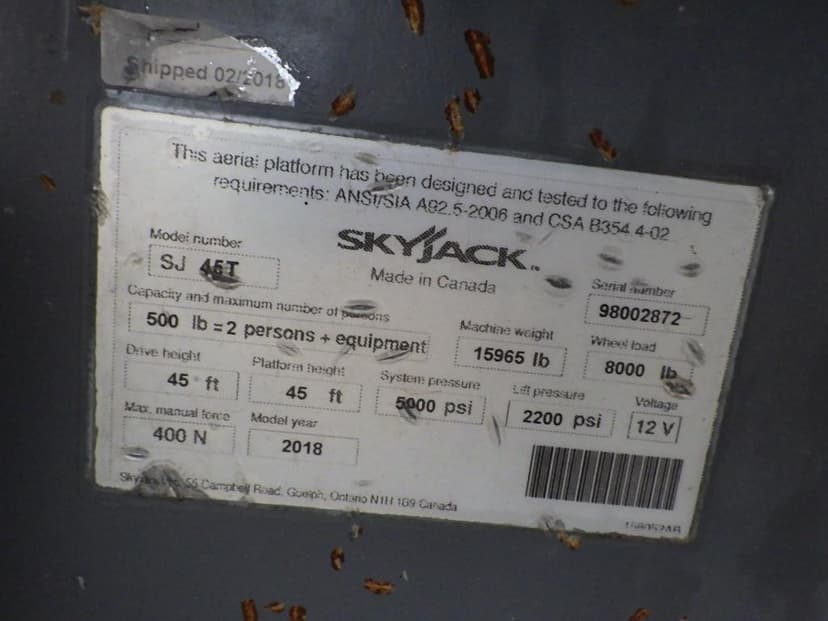 Shipped 02/2018
This aerial platform has been designed and tested to the following
requirements: ANSI/SIA A92.5-2006 and CSA B354.4-02
SKYJACK
Made in Canada
Model number
SJ 45T
Serial number
98002872
Capacity and maximum number of persons
500 lb = 2 persons + equipment
Machine weight
15965 lb
Wheel load
8000 lb
Drive height
45 ft
Platform height
45 ft
System pressure
5000 psi
Lift pressure
2200 psi
Voltage
12 V
Max. manual force
400 N
Model year
2018
55 Campbell Road, Guelph, Ontario N1H 1B9 Canada